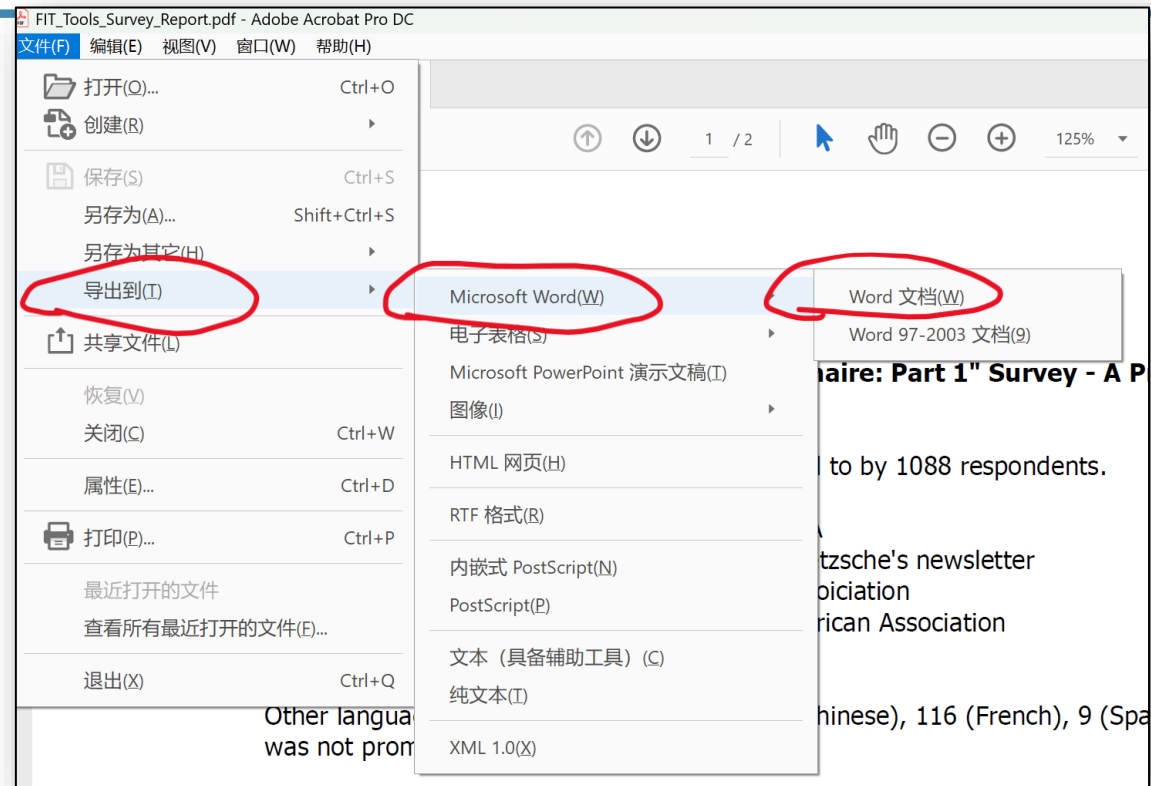 FIT_Tools_Survey_Report.pdf - Adobe Acrobat Pro DC
文件(F) 编辑(E) 视图(V) 窗口(W) 帮助(H)
1 / 2 125%
打开(O)... Ctrl+O
创建(R)
保存(S) Ctrl+S
另存为(A)... Shift+Ctrl+S
另存为其它(H)
导出到(T)
共享文件(L)
恢复(V)
关闭(C) Ctrl+W
属性(E)... Ctrl+D
打印(P)... Ctrl+P
最近打开的文件
查看所有最近打开的文件(F)...
退出(X) Ctrl+Q
Microsoft Word(W)
电子表格(S)
Microsoft PowerPoint 演示文稿(T)
图像(I)
HTML 网页(H)
RTF 格式(R)
内嵌式 PostScript(N)
PostScript(P)
文本（具备辅助工具）(C)
纯文本(T)
XML 1.0(X)
Word 文档(W)
Word 97-2003 文档(9)
naire: Part 1" Survey - A P
to by 1088 respondents.
tzsche's newsletter
ociation
rican Association
Other langua hinese), 116 (French), 9 (Spa
was not prom